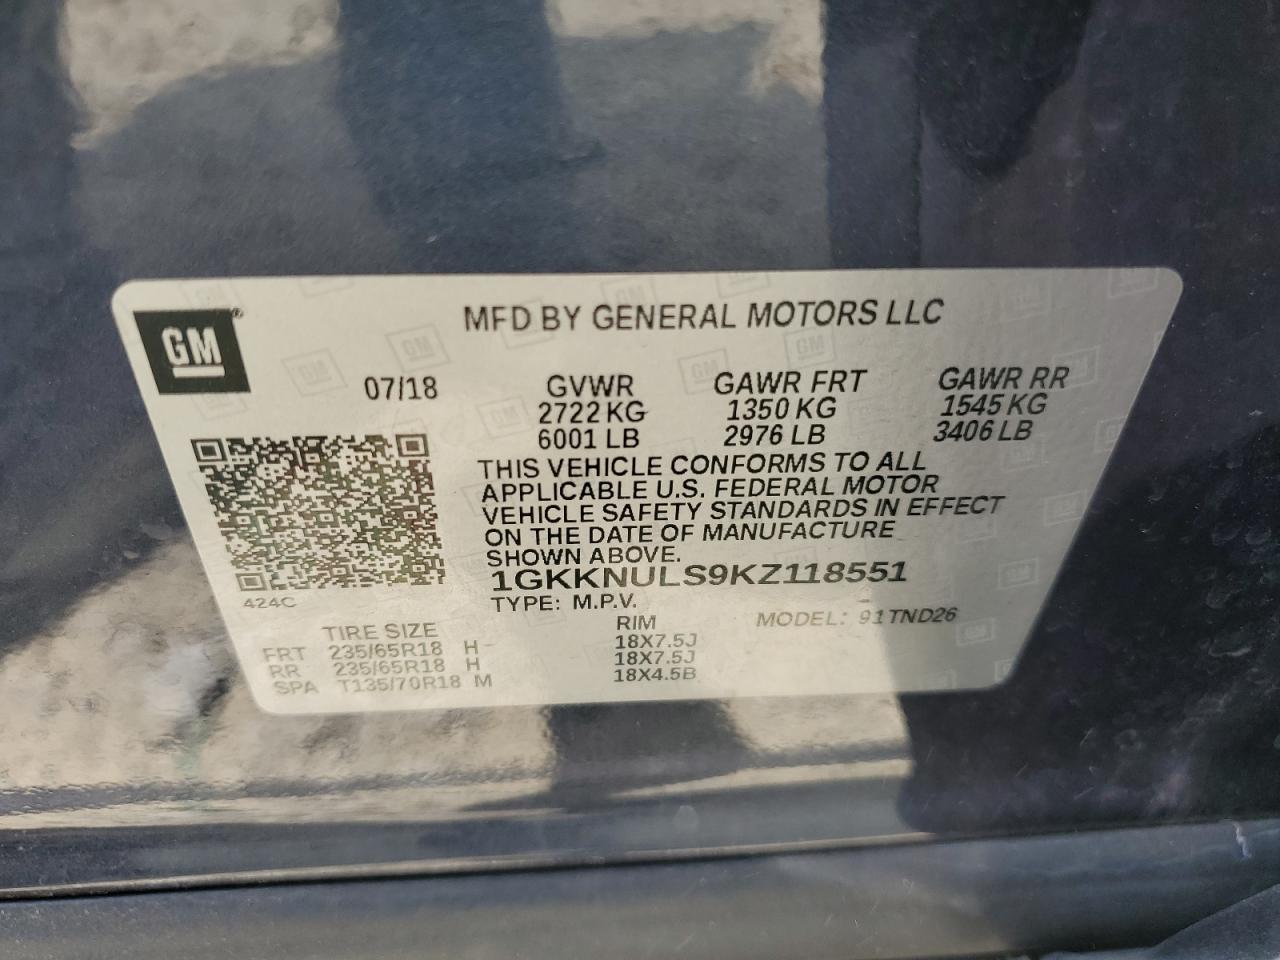 GM
MFD BY GENERAL MOTORS LLC
07/18 GVWR GAWR FRT GAWR RR
2722 KG 1350 KG 1545 KG
6001 LB 2976 LB 3406 LB
THIS VEHICLE CONFORMS TO ALL
APPLICABLE U.S. FEDERAL MOTOR
VEHICLE SAFETY STANDARDS IN EFFECT
ON THE DATE OF MANUFACTURE
SHOWN ABOVE.
1GKKNULS9KZ118551
424C
TYPE: M.P.V. MODEL: 91TND26
TIRE SIZE RIM
FRT 235/65R18 H 18X7.5J
RR 235/65R18 H 18X7.5J
SPA T135/70R18 M 18X4.5B